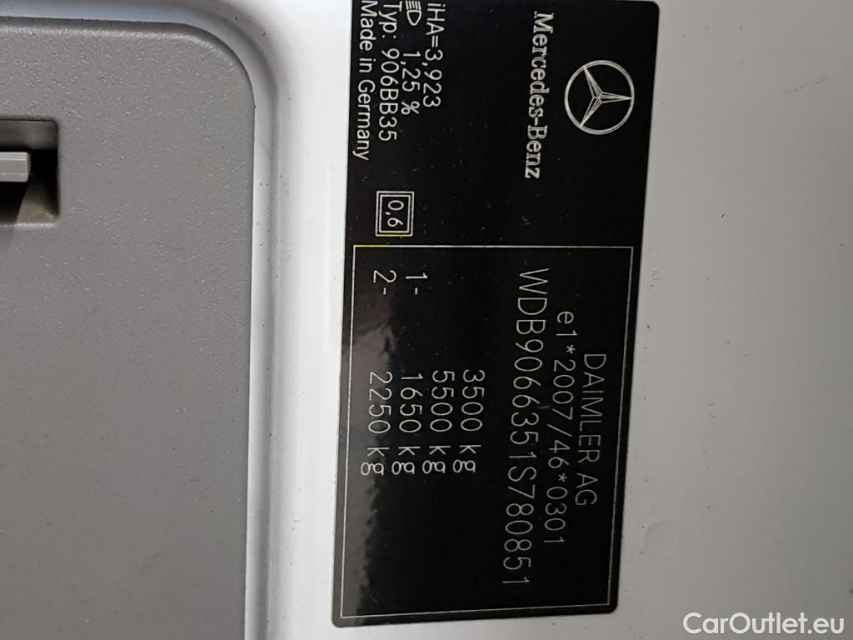 Mercedes-Benz
iHA=3,923
1,25 %
Typ: 906BB35
Made in Germany
0,6
DAIMLER AG
e1*2007/46*0301
WDB9066351S780851
3500 kg
5500 kg
1- 1650 kg
2- 2250 kg
CarOutlet.eu